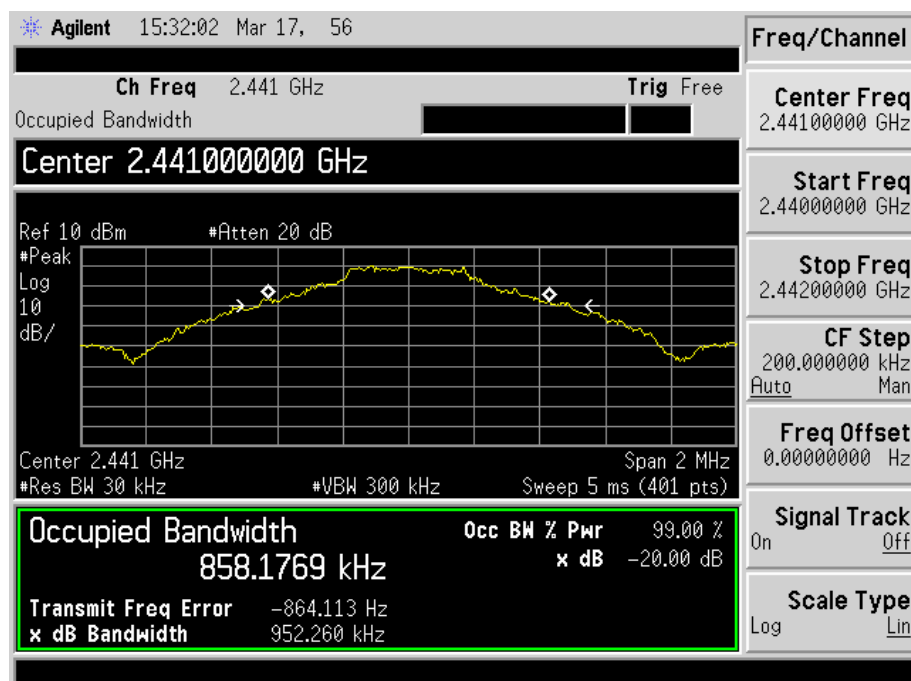 Agilent 15:32:02 Mar 17, 56
Ch Freq 2.441 GHz Trig Free
Occupied Bandwidth
Center 2.441000000 GHz
Ref 10 dBm #Atten 20 dB
#Peak
Log
10
dB/
Center 2.441 GHz Span 2 MHz
#Res BW 30 kHz #VBW 300 kHz Sweep 5 ms (401 pts)
Occupied Bandwidth Occ BW % Pwr 99.00 %
858.1769 kHz x dB -20.00 dB
Transmit Freq Error -864.113 Hz
x dB Bandwidth 952.260 kHz
Freq/Channel
Center Freq
2.44100000 GHz
Start Freq
2.44000000 GHz
Stop Freq
2.44200000 GHz
CF Step
200.000000 kHz
Auto Man
Freq Offset
0.00000000 Hz
Signal Track
On Off
Scale Type
Log Lin